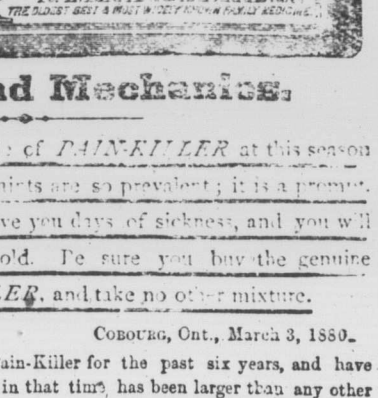 THE OLDEST BEST & MOST WIDELY KNOWN FAMILY MEDICINE
nd Mechanics.
e of PAIN-KILLER at this season
aints are so prevalent; it is a prompt.
ve you days of sickness, and you will
old. Be sure you buy the genuine
LER, and take no other mixture.
COBOURG, Ont., March 3, 1880.
ain-Killer for the past six years, and have
in that time, has been larger than any other